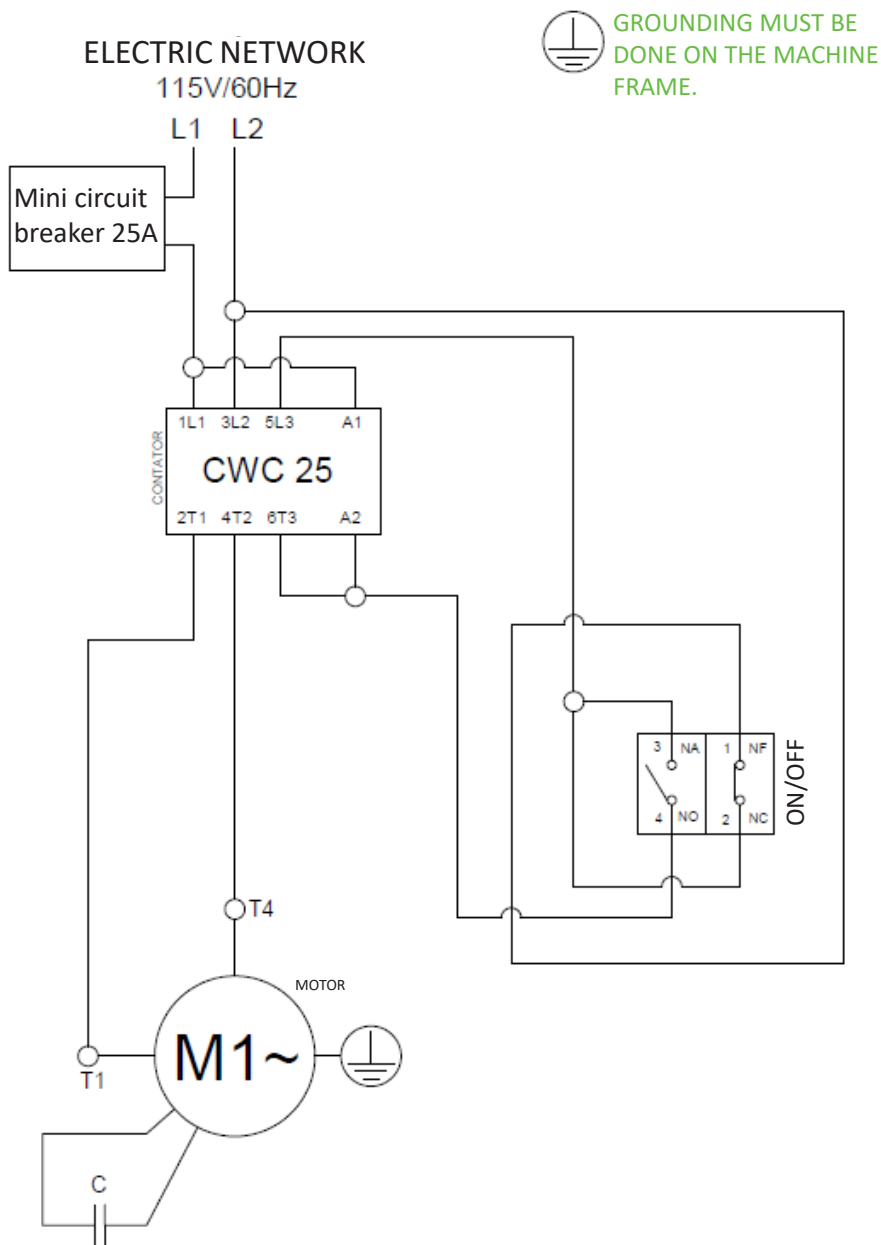 GROUNDING MUST BE
DONE ON THE MACHINE
FRAME.
ELECTRIC NETWORK
115V/60Hz
L1 L2
Mini circuit
breaker 25A
1L1 3L2 5L3 A1
CONTATOR
CWC 25
2T1 4T2 6T3 A2
3 NA 1 NF
4 NO 2 NC
ON/OFF
T4
MOTOR
M1~
T1
C